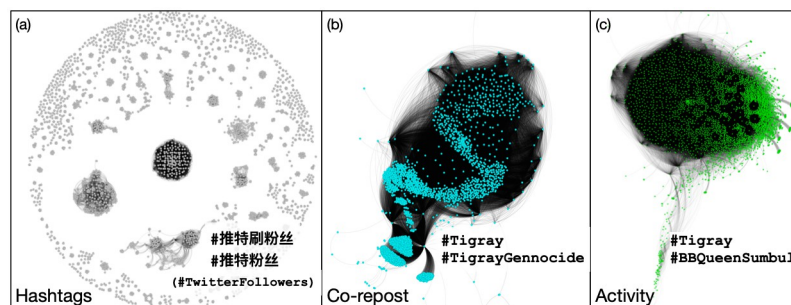 (a)
#推特刷粉丝
#推特粉丝
(#TwitterFollowers)
Hashtags
(b)
#Tigray
#TigrayGennocide
Co-repost
(c)
#Tigray
#BBQueenSumbul
Activity